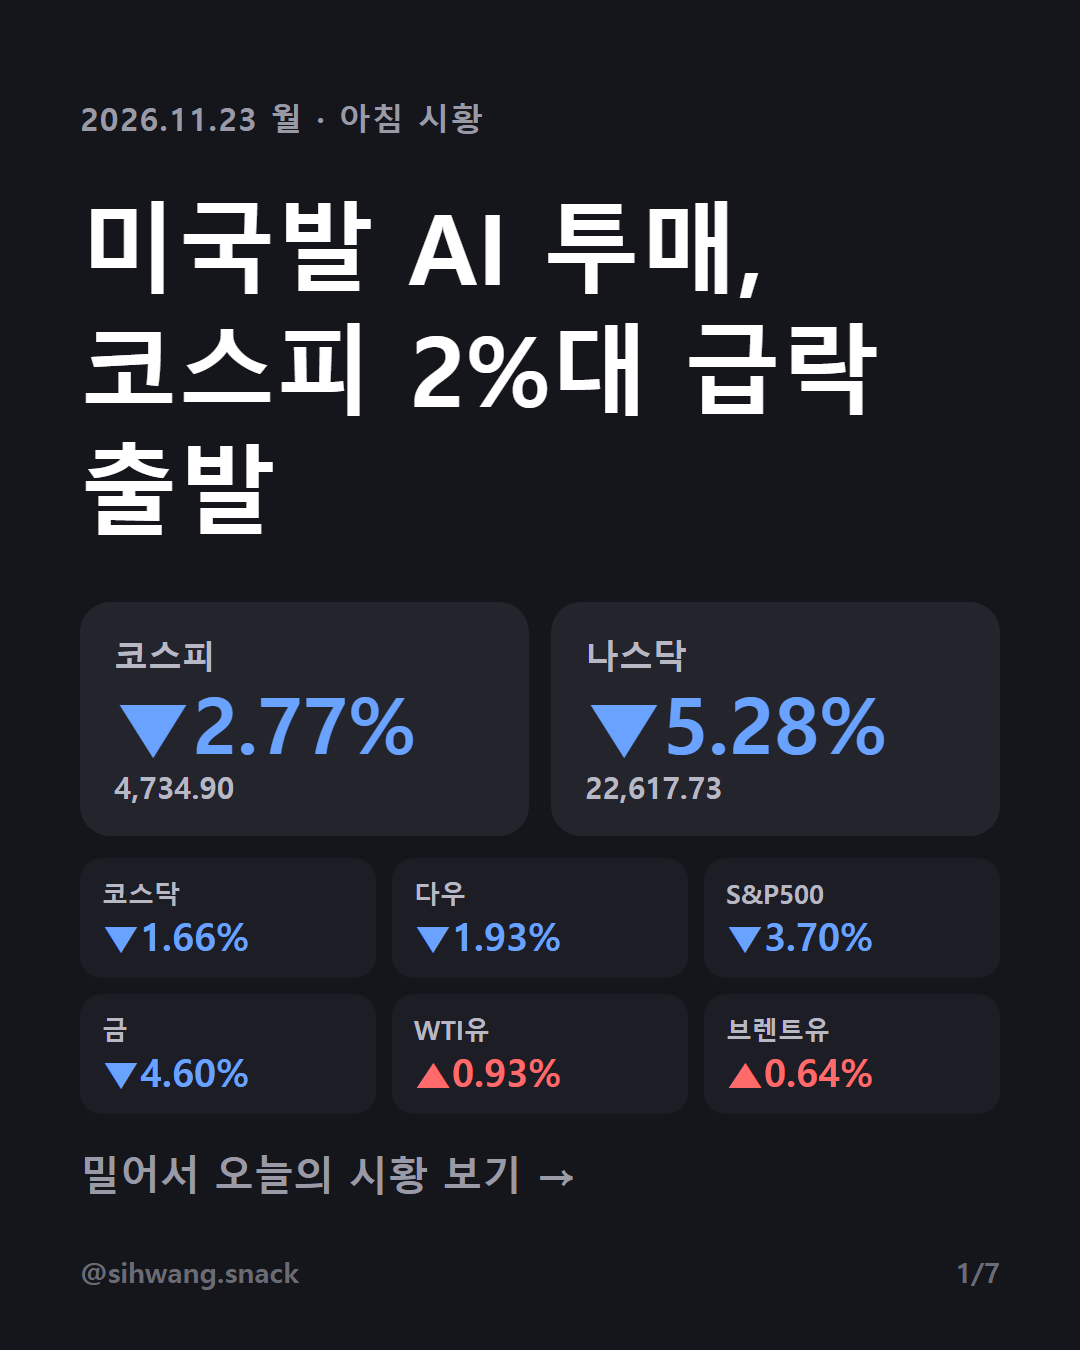 2026.11.23 월 · 아침 시황
미국발 AI 투매,
코스피 2%대 급락
출발
코스피
▼2.77%
4,734.90
나스닥
▼5.28%
22,617.73
코스닥
▼1.66%
다우
▼1.93%
S&P500
▼3.70%
금
▼4.60%
WTI유
▲0.93%
브렌트유
▲0.64%
밀어서 오늘의 시황 보기 →
@sihwang.snack
1/7